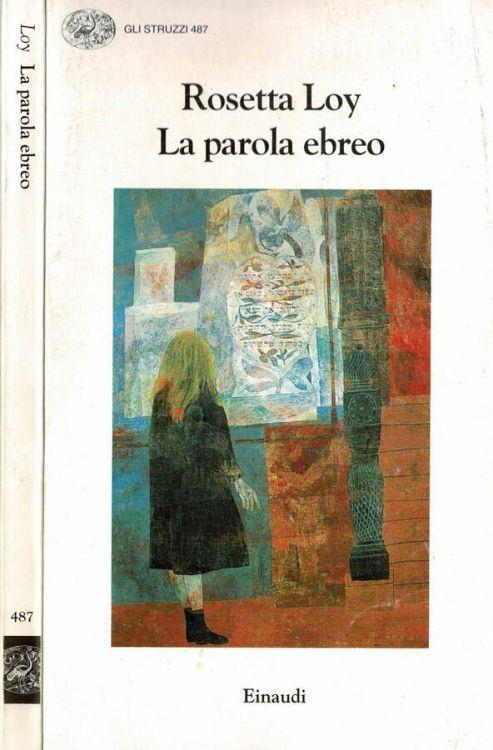 Loy La parola ebreo
487
GLI STRUZZI 487
Rosetta Loy
La parola ebreo
Einaudi